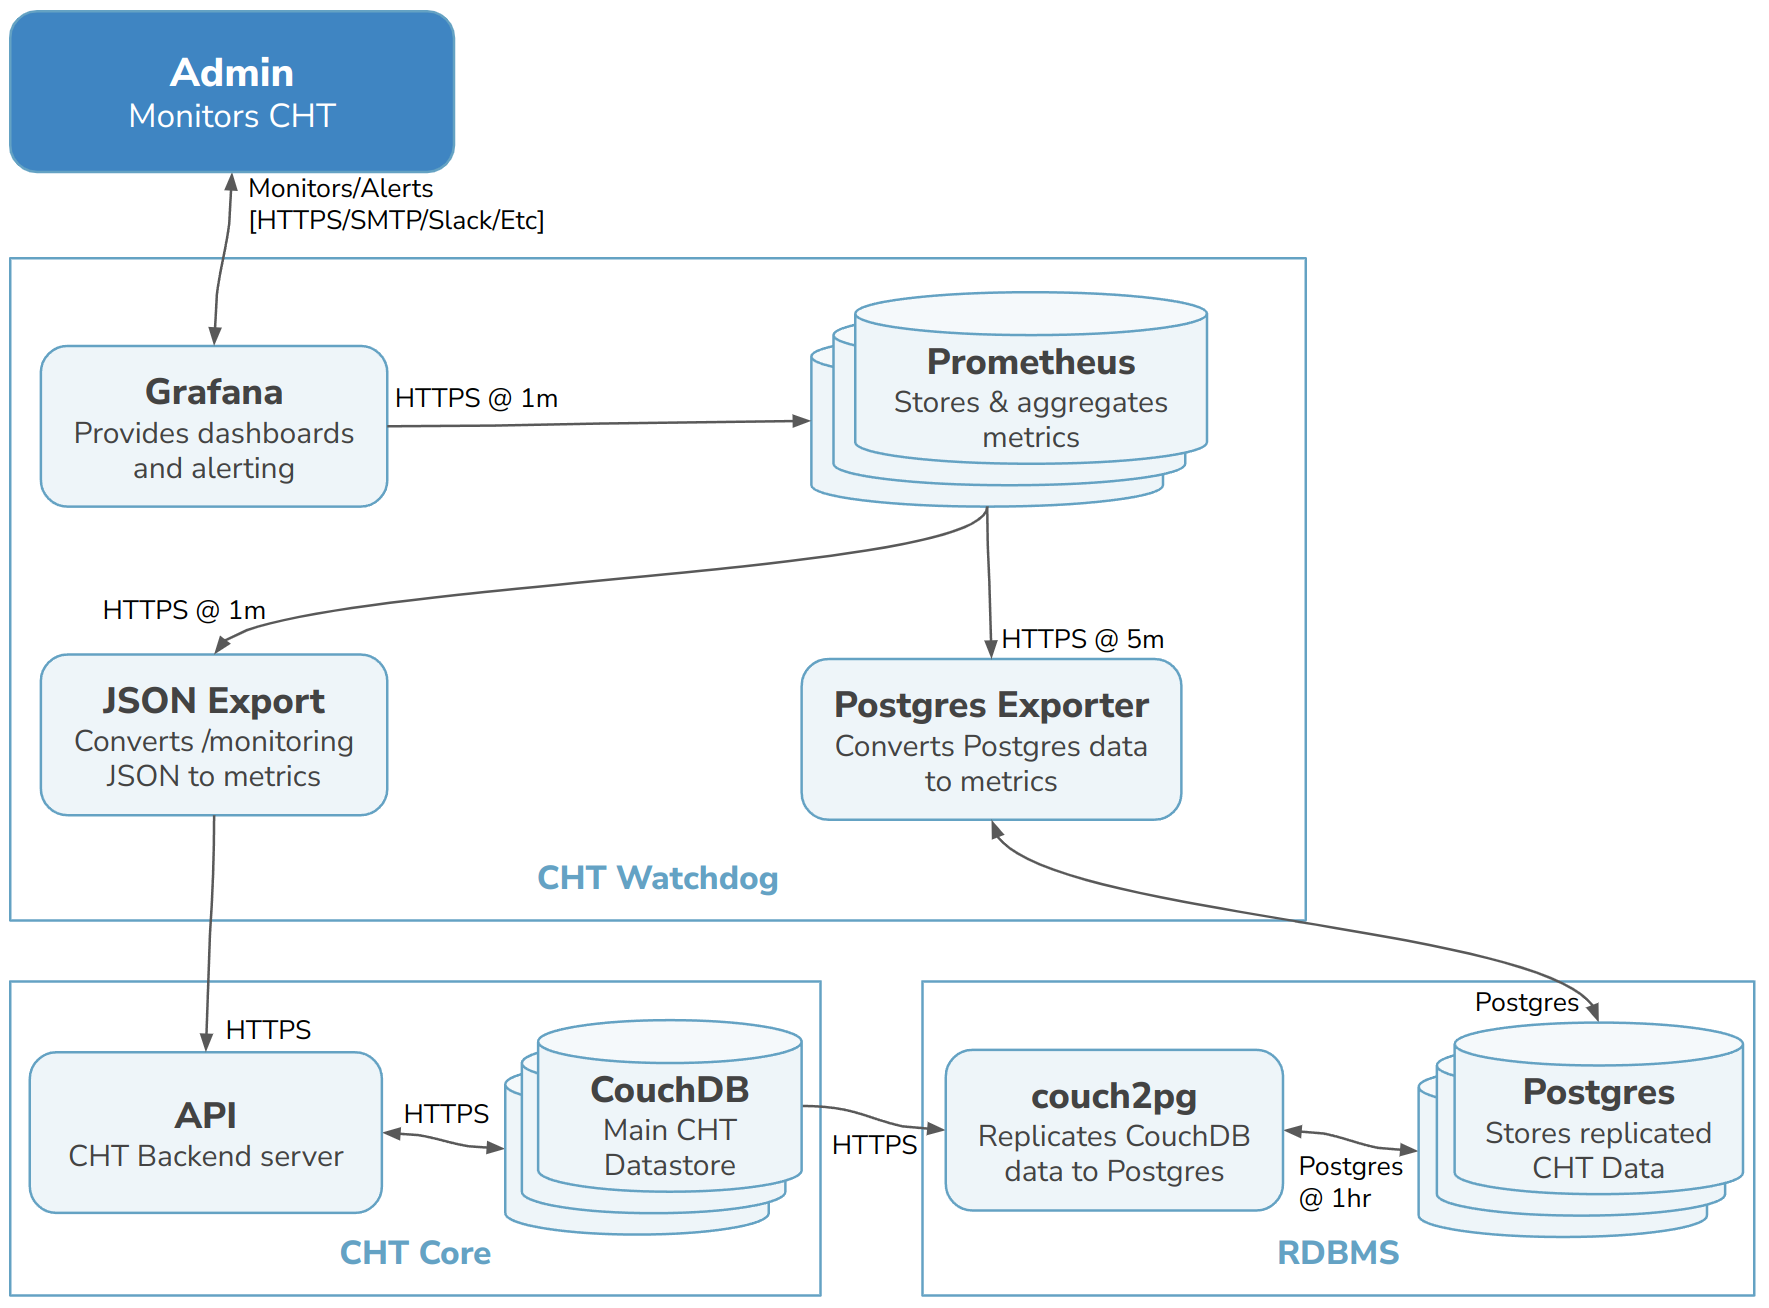 Admin
Monitors CHT
Monitors/Alerts
[HTTPS/SMTP/Slack/Etc]
Grafana
Provides dashboards
and alerting
HTTPS @ 1m
Prometheus
Stores & aggregates
metrics
HTTPS @ 1m
HTTPS @ 5m
JSON Export
Converts /monitoring
JSON to metrics
Postgres Exporter
Converts Postgres data
to metrics
CHT Watchdog
HTTPS
API
CHT Backend server
HTTPS
CouchDB
Main CHT
Datastore
CHT Core
HTTPS
couch2pg
Replicates CouchDB
data to Postgres
Postgres
@ 1hr
Postgres
Postgres
Stores replicated
CHT Data
RDBMS